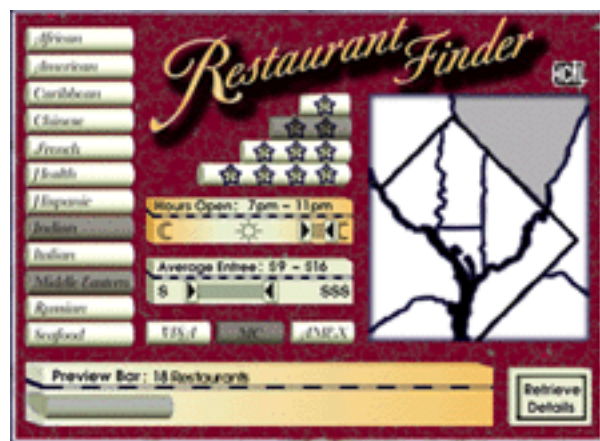 Restaurant Finder
HCIL
African
American
Caribbean
Chinese
French
Health
Hispanic
Indian
Italian
Middle Eastern
Russian
Seafood
Hours Open: 7pm - 11pm
Average Entree: $9 - $16
$ $$$
VISA MC AMEX
Preview Bar: 18 Restaurants
Retrieve
Details